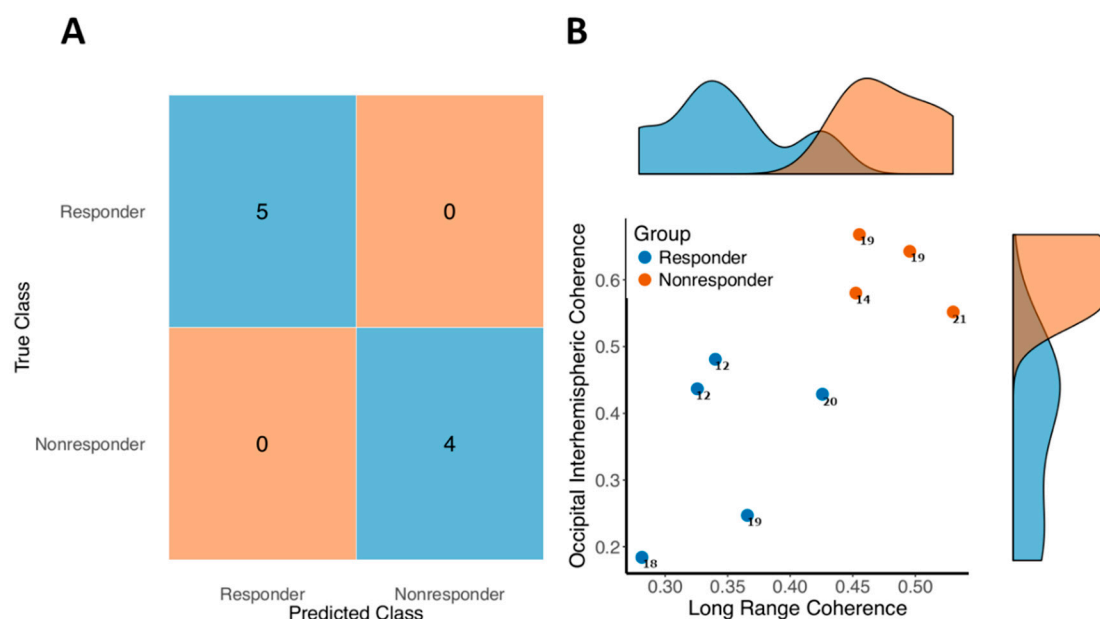 A
B
Responder
5
0
Nonresponder
0
4
True Class
Responder
Nonresponder
Predicted Class
Group
Responder
Nonresponder
19
19
14
21
12
12
20
19
18
Occipital Interhemispheric Coherence
0.6
0.5
0.4
0.3
0.2
0.30
0.35
0.40
0.45
0.50
Long Range Coherence